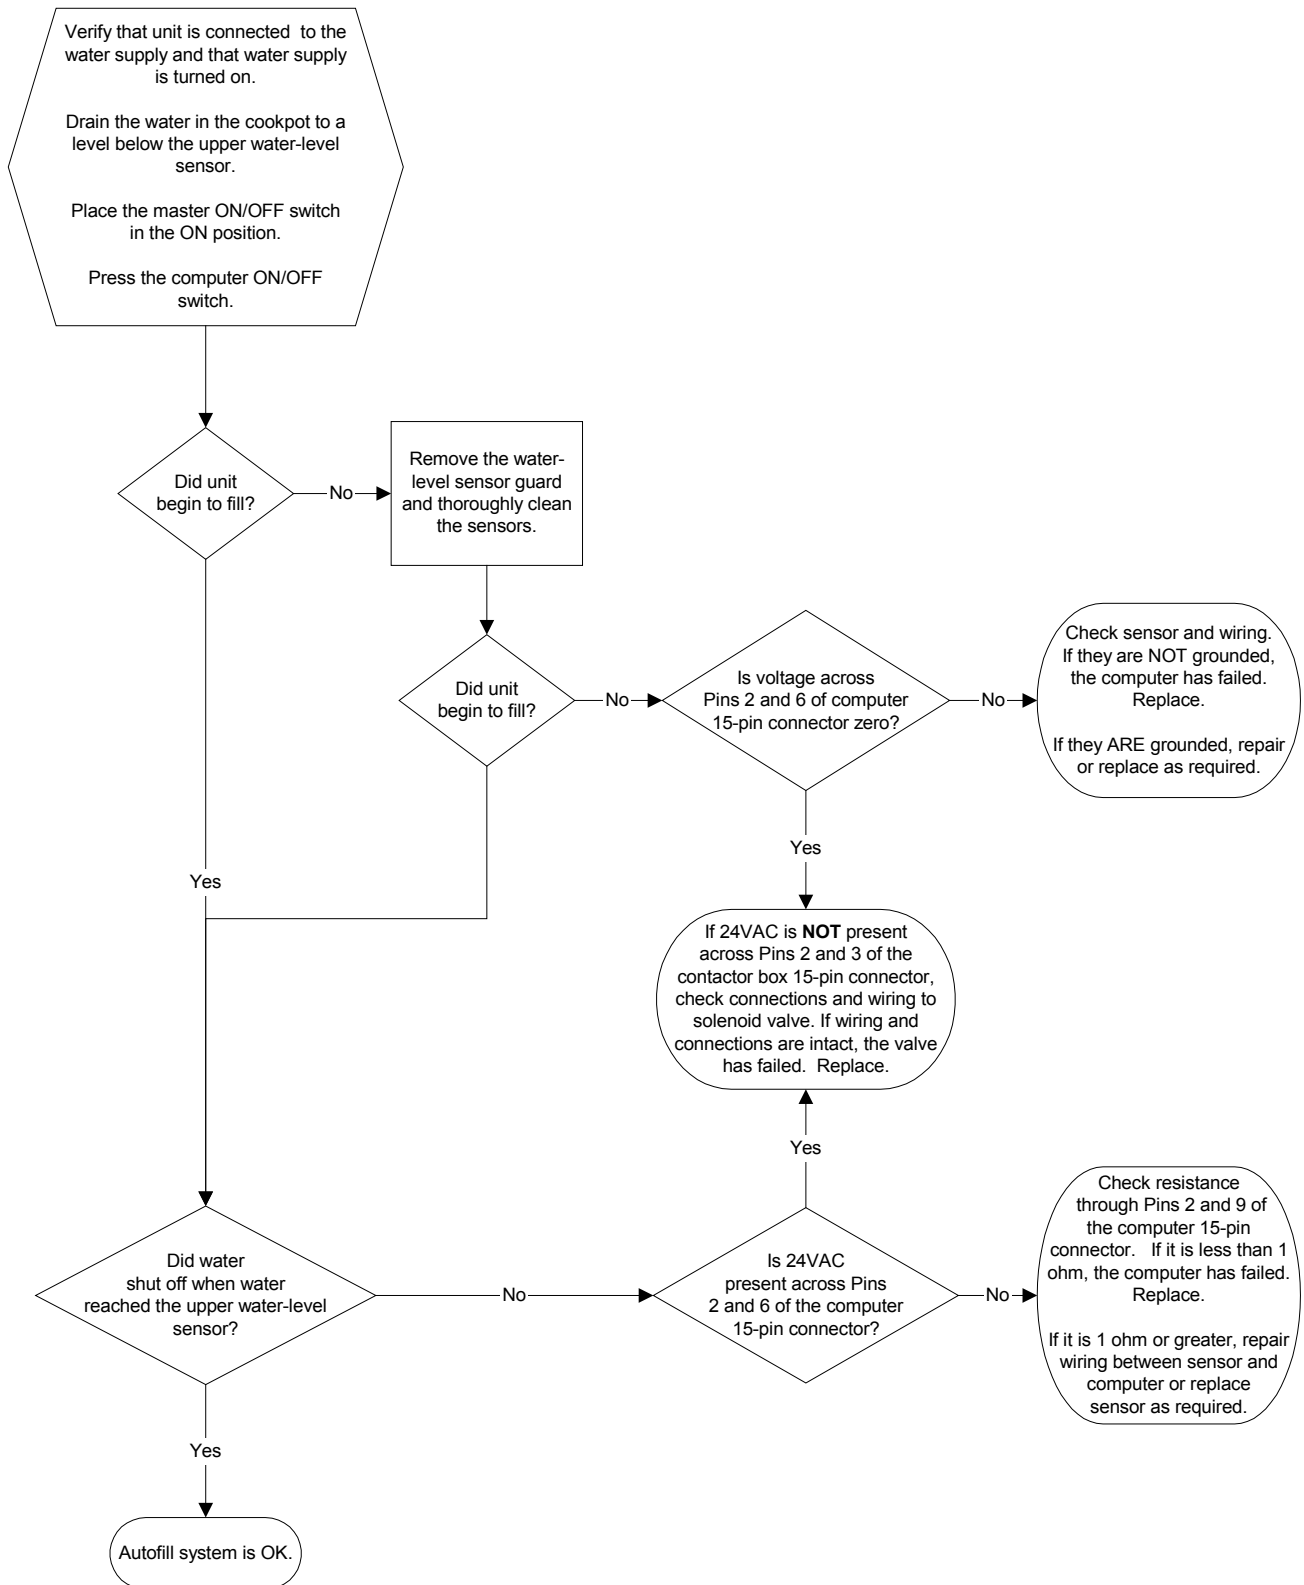 Verify that unit is connected to the
water supply and that water supply
is turned on.
Drain the water in the cookpot to a
level below the upper water-level
sensor.
Place the master ON/OFF switch
in the ON position.
Press the computer ON/OFF
switch.
Did unit
begin to fill?
No
Remove the water-
level sensor guard
and thoroughly clean
the sensors.
Did unit
begin to fill?
No
Is voltage across
Pins 2 and 6 of computer
15-pin connector zero?
No
Check sensor and wiring.
If they are NOT grounded,
the computer has failed.
Replace.
If they ARE grounded, repair
or replace as required.
Yes
Yes
If 24VAC is NOT present
across Pins 2 and 3 of the
contactor box 15-pin connector,
check connections and wiring to
solenoid valve. If wiring and
connections are intact, the valve
has failed. Replace.
Yes
Did water
shut off when water
reached the upper water-level
sensor?
No
Is 24VAC
present across Pins
2 and 6 of the computer
15-pin connector?
No
Check resistance
through Pins 2 and 9 of
the computer 15-pin
connector. If it is less than 1
ohm, the computer has failed.
Replace.
If it is 1 ohm or greater, repair
wiring between sensor and
computer or replace
sensor as required.
Yes
Autofill system is OK.